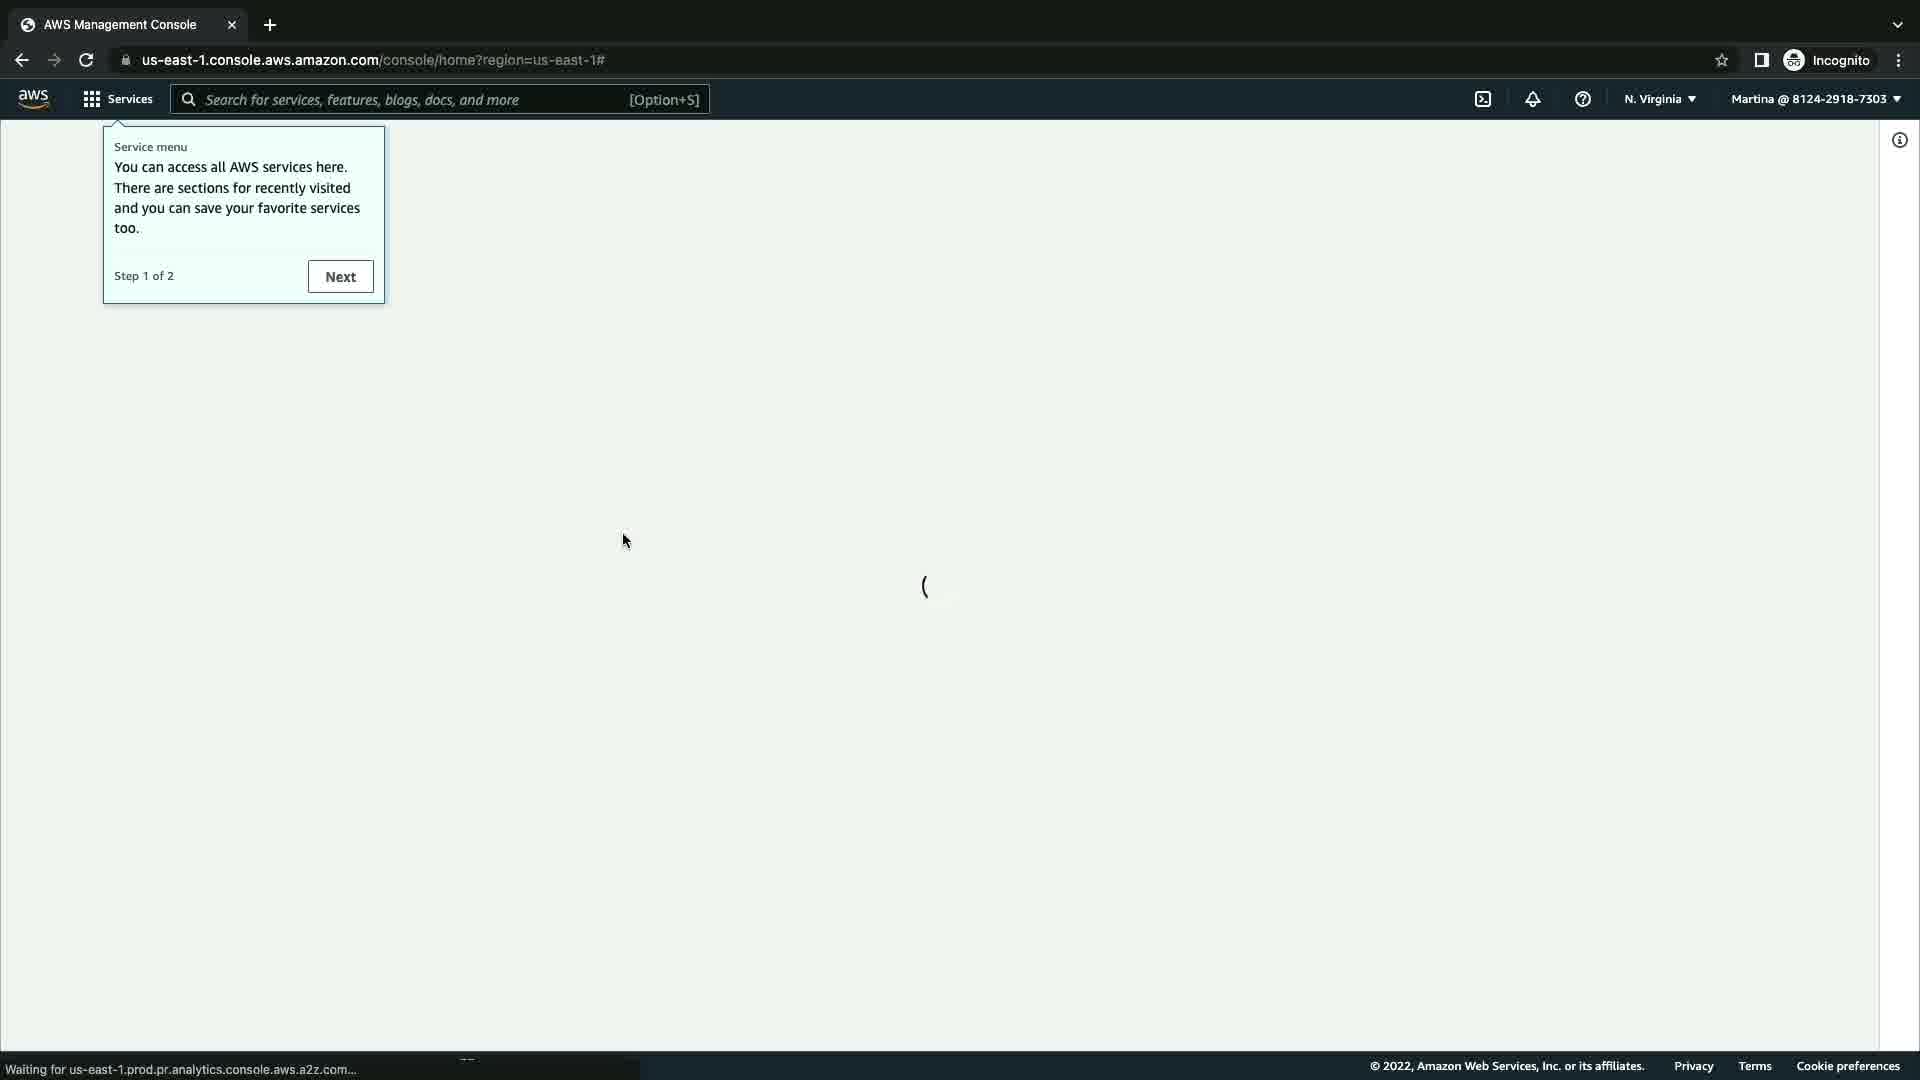 AWS Management Console
us-east-1.console.aws.amazon.com/console/home?region=us-east-1#
Incognito
aws
Services
Search for services, features, blogs, docs, and more
[Option+S]
N. Virginia
Martina @ 8124-2918-7303
Service menu
You can access all AWS services here.
There are sections for recently visited
and you can save your favorite services
too.
Step 1 of 2
Next
Waiting for us-east-1.prod.pr.analytics.console.aws.a2z.com...
© 2022, Amazon Web Services, Inc. or its affiliates.
Privacy
Terms
Cookie preferences